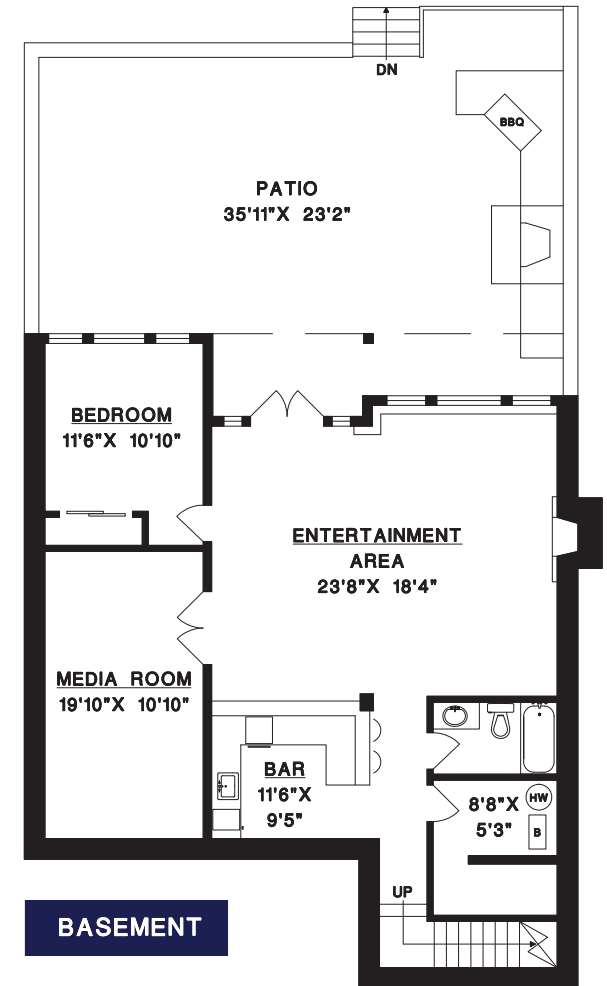 DN
BBQ
PATIO
35'11"X 23'2"
BEDROOM
11'6"X 10'10"
ENTERTAINMENT
AREA
23'8"X 18'4"
MEDIA ROOM
19'10"X 10'10"
BAR
11'6"X
9'5"
8'8"X
5'3"
HW
B
UP
BASEMENT